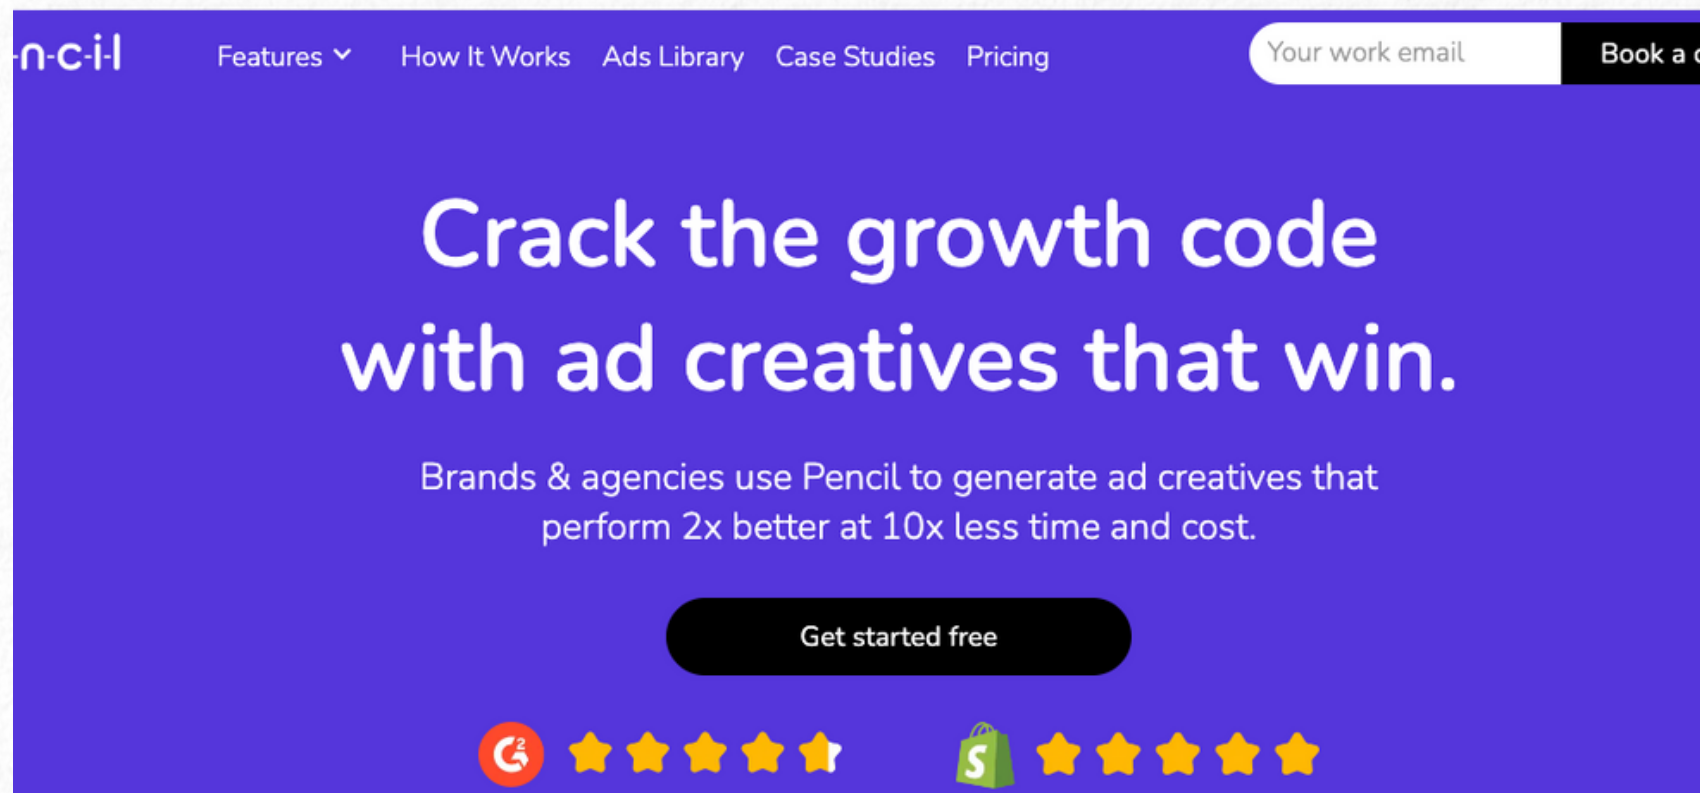 -n-c-i-l
Features
How It Works
Ads Library
Case Studies
Pricing
Your work email
Book a
Crack the growth code
with ad creatives that win.
Brands & agencies use Pencil to generate ad creatives that
perform 2x better at 10x less time and cost.
Get started free
G2
S